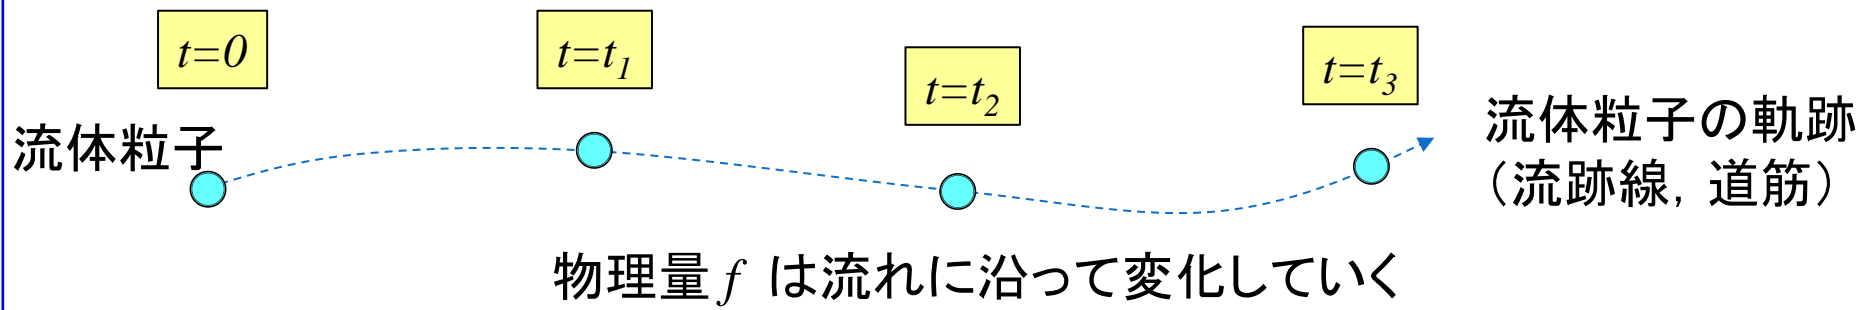 t=0
t=t₁
t=t₂
t=t₃
流体粒子
流体粒子の軌跡
（流跡線，道筋）
物理量 f は流れに沿って変化していく